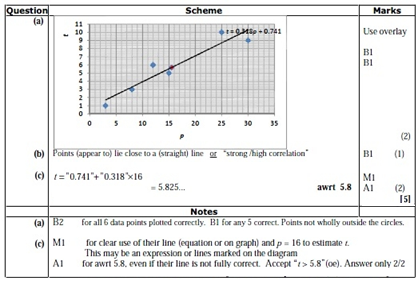 Question Scheme Marks
(a)
11
10
9
8
7
6
5
4
3
2
1
0
t
t = 0.318p + 0.741
0 5 10 15 20 25 30 35
p
Use overlay
B1
B1
(2)
(b) Points (appear to) lie close to a (straight) line or "strong /high correlation" B1 (1)
(c) t = "0.741"+"0.318"×16 M1
= 5.825... awrt 5.8 A1 (2)
[5]
Notes
(a) B2 for all 6 data points plotted correctly. B1 for any 5 correct. Points not wholly outside the circles.
(c) M1 for clear use of their line (equation or on graph) and p = 16 to estimate t.
This may be an expression or lines marked on the diagram
A1 for awrt 5.8, even if their line is not fully correct. Accept "t > 5.8"(oe). Answer only 2/2